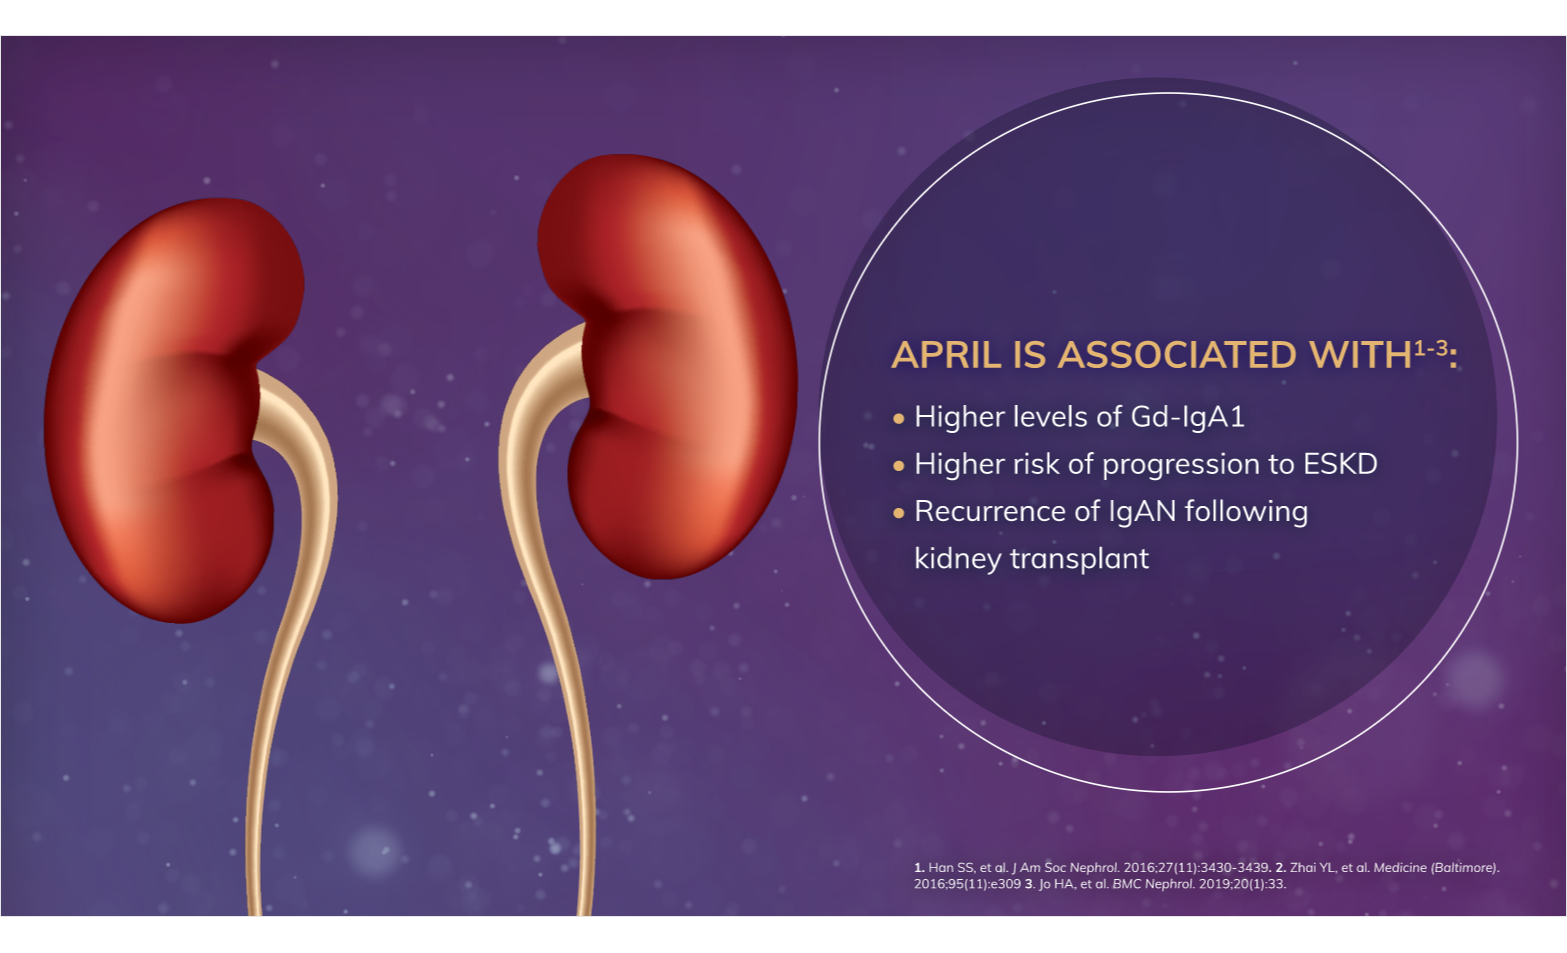 APRIL IS ASSOCIATED WITH1-3:
• Higher levels of Gd-IgA1
• Higher risk of progression to ESKD
• Recurrence of IgAN following
kidney transplant
1. Han SS, et al. J Am Soc Nephrol. 2016;27(11):3430-3439. 2. Zhai YL, et al. Medicine (Baltimore).
2016;95(11):e309 3. Jo HA, et al. BMC Nephrol. 2019;20(1):33.